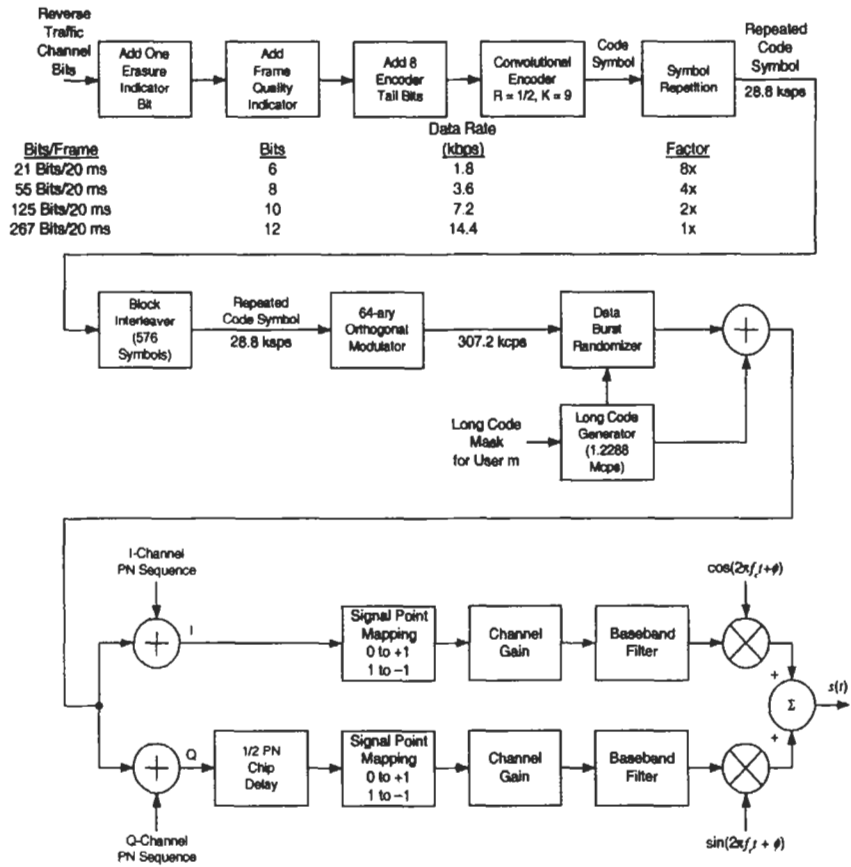 Reverse
Traffic
Channel
Bits
Add One
Erasure
Indicator
Bit
Add
Frame
Quality
Indicator
Add 8
Encoder
Tail Bits
Convolutional
Encoder
R = 1/2, K = 9
Code
Symbol
Symbol
Repetition
Repeated
Code
Symbol
28.8 ksps
Bits/Frame
Bits
Data Rate
(kbps)
Factor
21 Bits/20 ms 6 1.8 8x
55 Bits/20 ms 8 3.6 4x
125 Bits/20 ms 10 7.2 2x
267 Bits/20 ms 12 14.4 1x
Block
Interleaver
(576
Symbols)
Repeated
Code Symbol
28.8 ksps
64-ary
Orthogonal
Modulator
307.2 kcps
Data
Burst
Randomizer
+
Long Code
Mask
for User m
Long Code
Generator
(1.2288
Mcps)
I-Channel
PN Sequence
+
I
Signal Point
Mapping
0 to +1
1 to −1
Channel
Gain
Baseband
Filter
cos(2πf_c t+ϕ)
+
Σ
s(t)
+
+
Q
1/2 PN
Chip
Delay
Signal Point
Mapping
0 to +1
1 to −1
Channel
Gain
Baseband
Filter
Q-Channel
PN Sequence
sin(2πf_c t + ϕ)